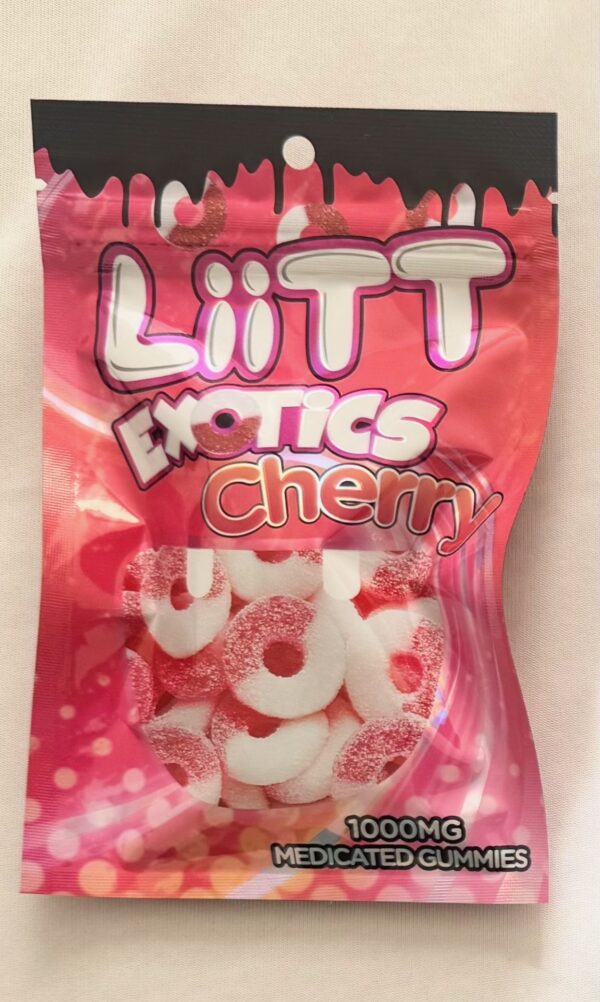 LiiTT
EXOTiCS
Cherry
1000MG
MEDICATED GUMMIES